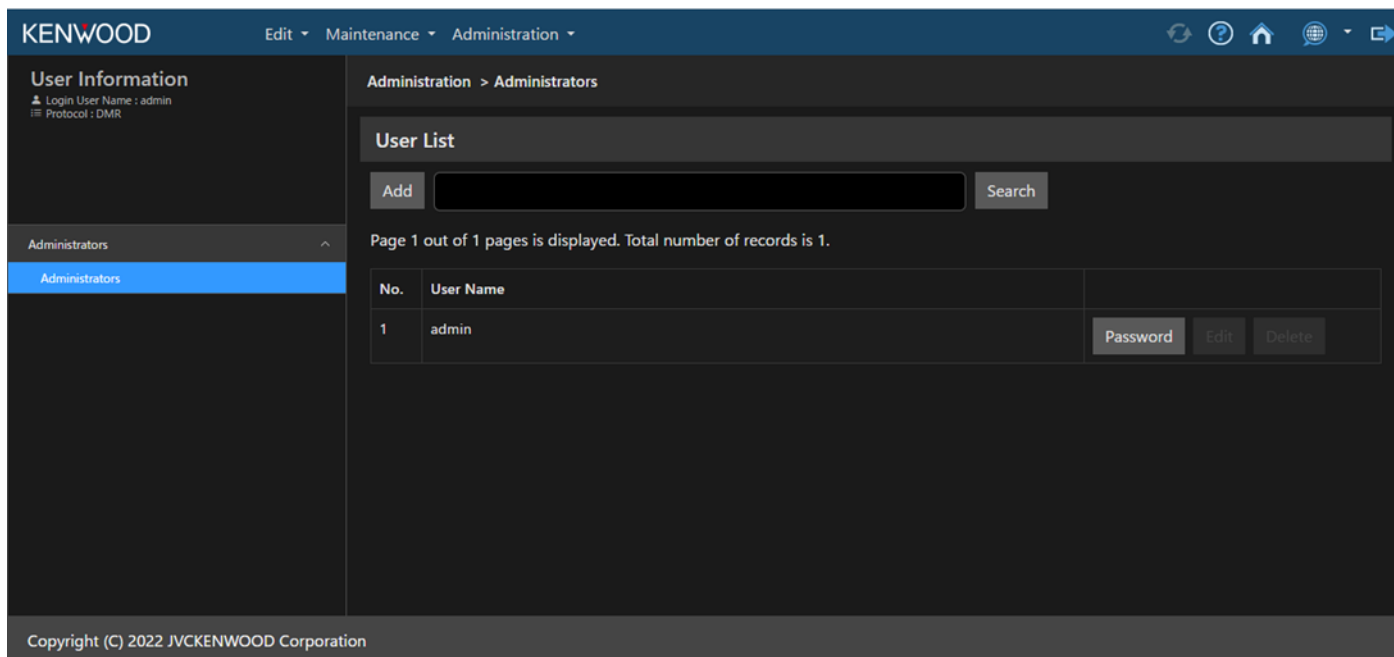 KENWOOD Edit Maintenance Administration
User Information
Login User Name : admin
Protocol : DMR
Administrators
Administrators
Administration > Administrators
User List
Add Search
Page 1 out of 1 pages is displayed. Total number of records is 1.
No. User Name
1 admin Password Edit Delete
Copyright (C) 2022 JVCKENWOOD Corporation